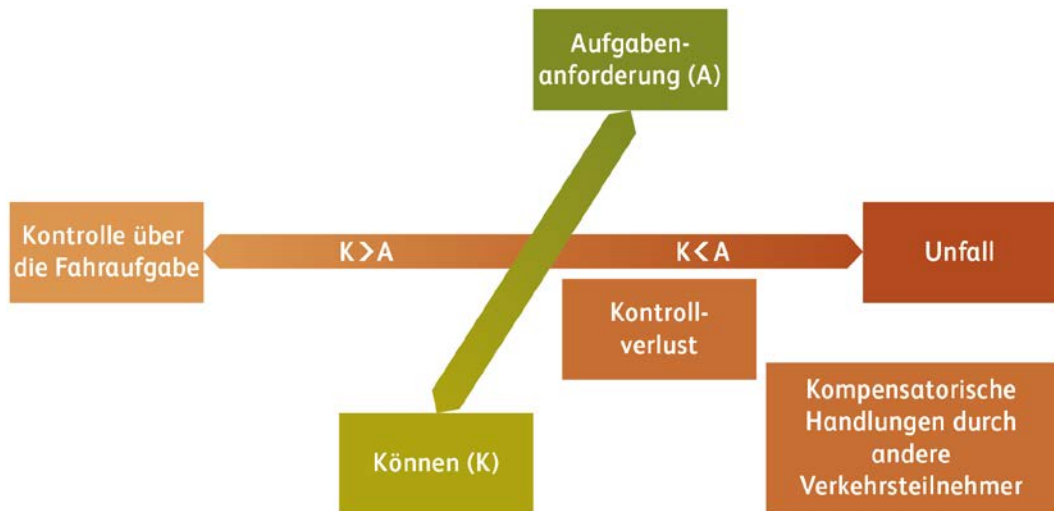 Aufgaben-
anforderung (A)
Kontrolle über
die Fahraufgabe
K>A
K<A
Unfall
Kontroll-
verlust
Kompensatorische
Handlungen durch
andere
Verkehrsteilnehmer
Können (K)